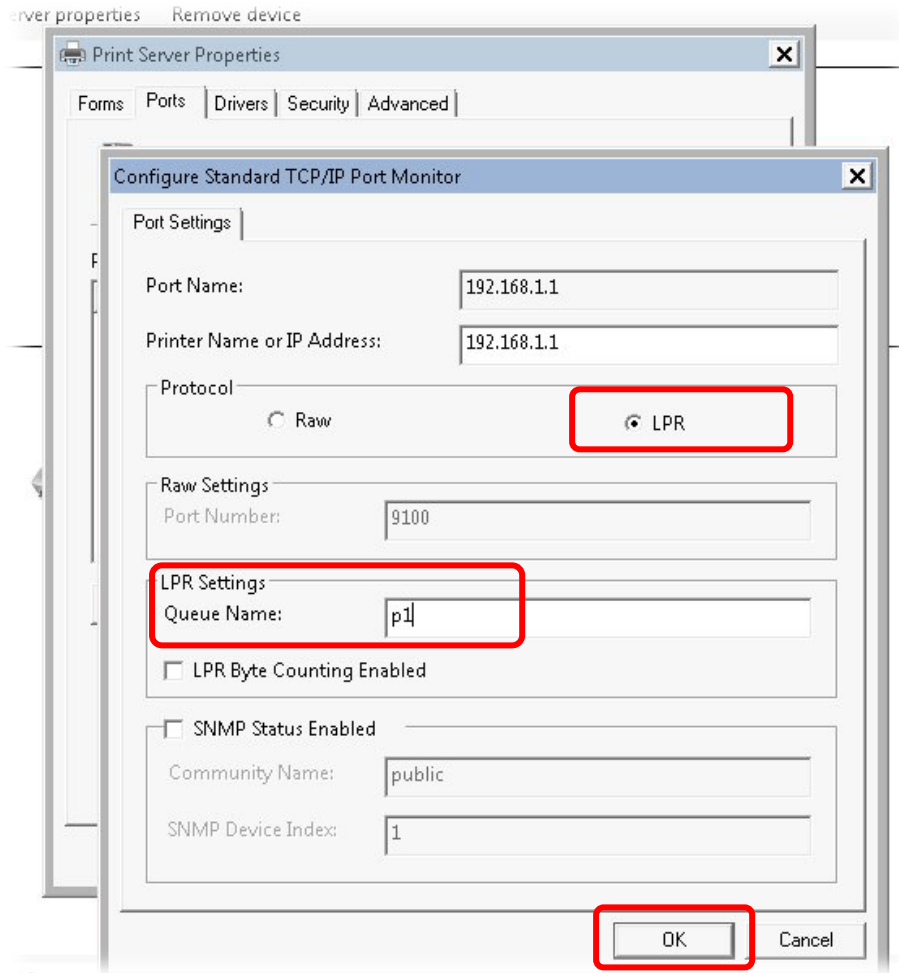 rver properties Remove device
Print Server Properties
Forms Ports Drivers Security Advanced
Configure Standard TCP/IP Port Monitor
Port Settings
Port Name: 192.168.1.1
Printer Name or IP Address: 192.168.1.1
Protocol
Raw LPR
Raw Settings
Port Number: 9100
LPR Settings
Queue Name: p1
LPR Byte Counting Enabled
SNMP Status Enabled
Community Name: public
SNMP Device Index: 1
OK Cancel